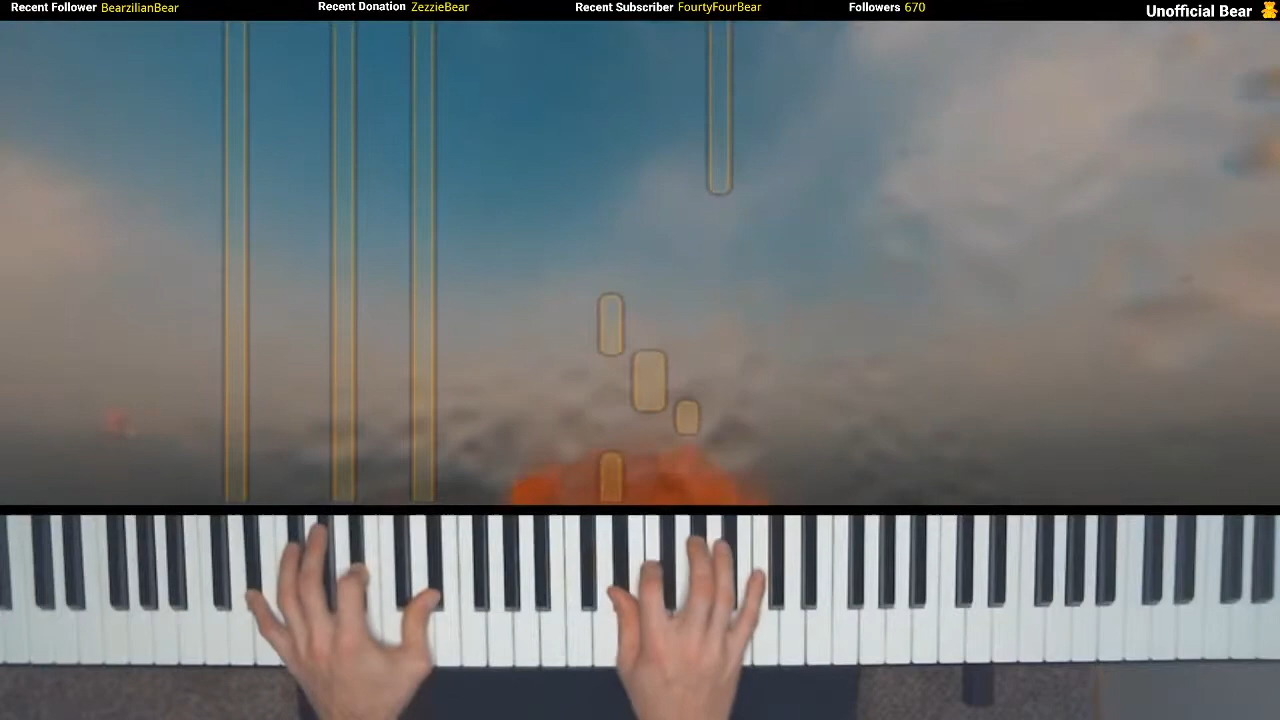 Recent Follower BearzilianBear
Recent Donation ZezzieBear
Recent Subscriber FourtyFourBear
Followers 670
Unofficial Bear